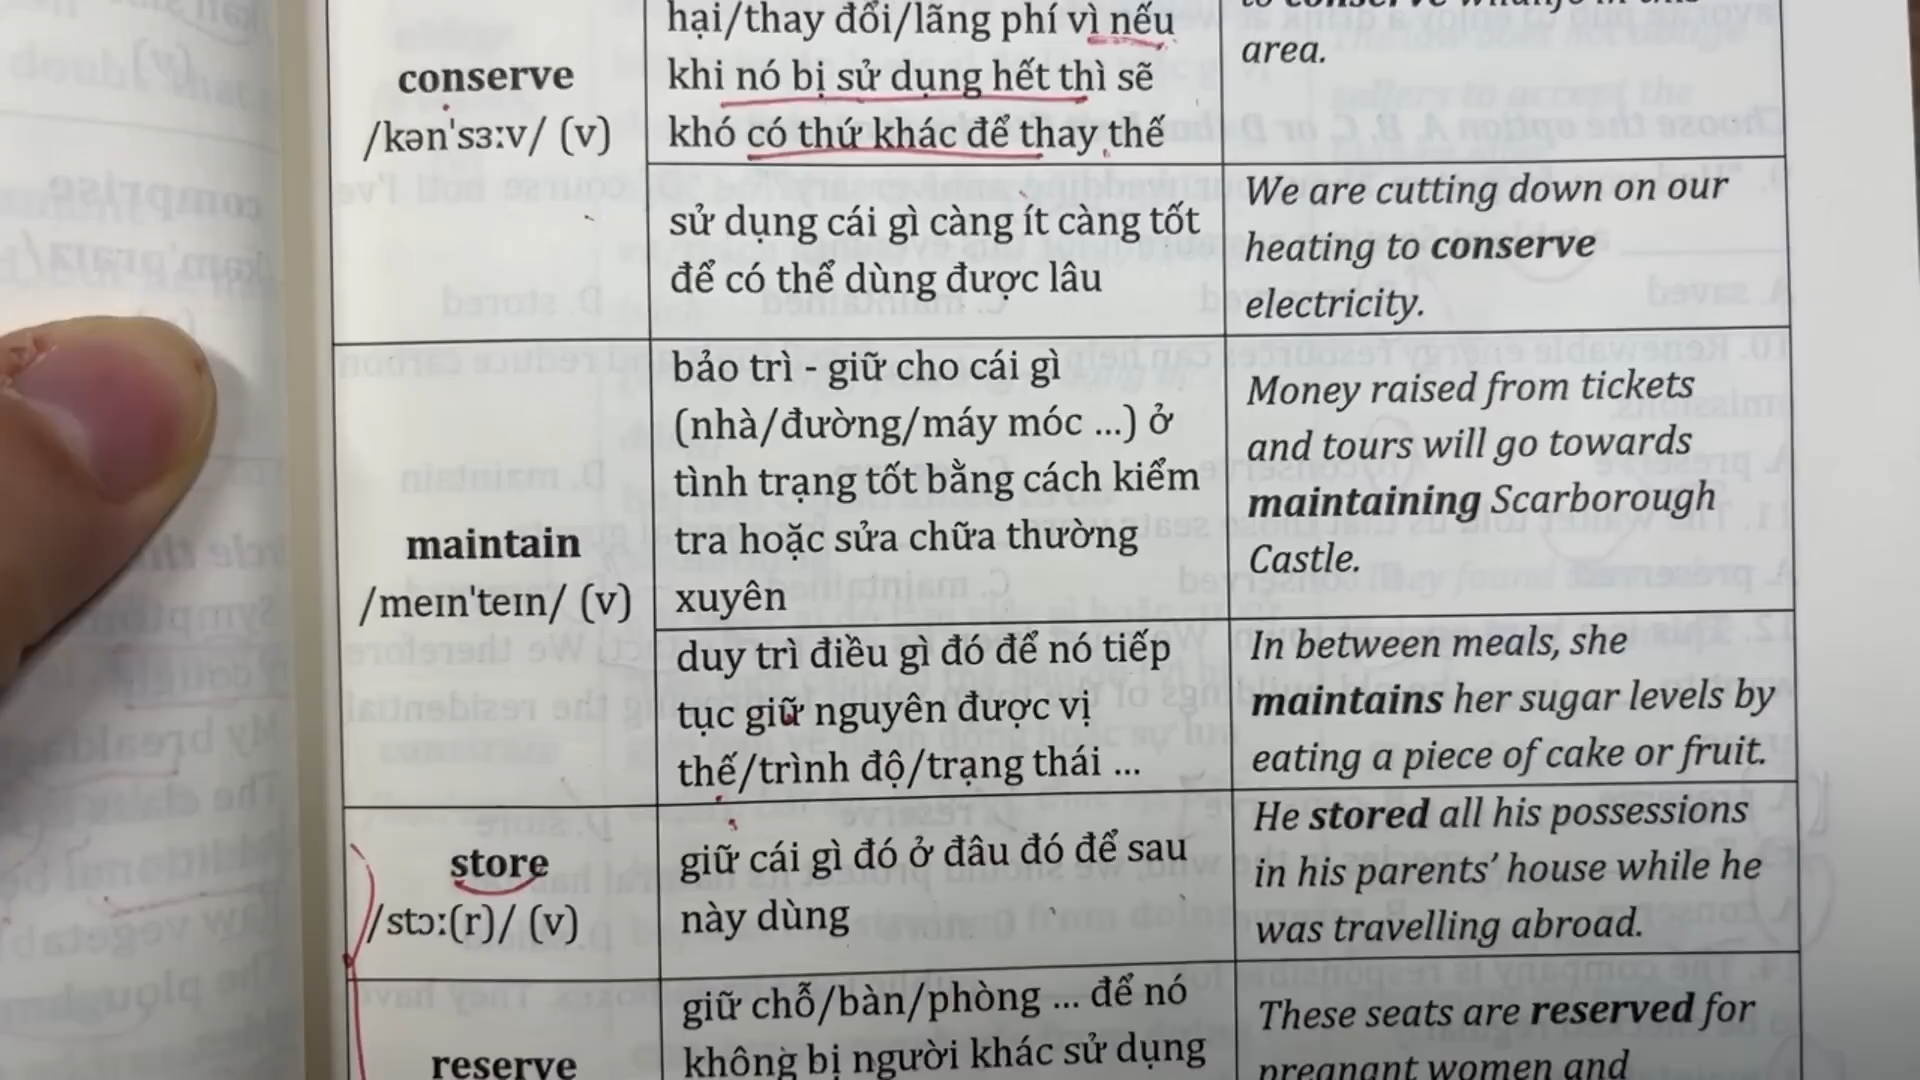 hại/thay đổi/lãng phí vì nếu
khi nó bị sử dụng hết thì sẽ
khó có thứ khác để thay thế
area.
conserve
/kənˈsɜːv/ (v)
sử dụng cái gì càng ít càng tốt
để có thể dùng được lâu
We are cutting down on our
heating to conserve
electricity.
maintain
/meɪnˈteɪn/ (v)
bảo trì - giữ cho cái gì
(nhà/đường/máy móc ...) ở
tình trạng tốt bằng cách kiểm
tra hoặc sửa chữa thường
xuyên
Money raised from tickets
and tours will go towards
maintaining Scarborough
Castle.
duy trì điều gì đó để nó tiếp
tục giữ nguyên được vị
thế/trình độ/trạng thái ...
In between meals, she
maintains her sugar levels by
eating a piece of cake or fruit.
store
/stɔː(r)/ (v)
giữ cái gì đó ở đâu đó để sau
này dùng
He stored all his possessions
in his parents’ house while he
was travelling abroad.
reserve
giữ chỗ/bàn/phòng ... để nó
không bị người khác sử dụng
These seats are reserved for
pregnant women and